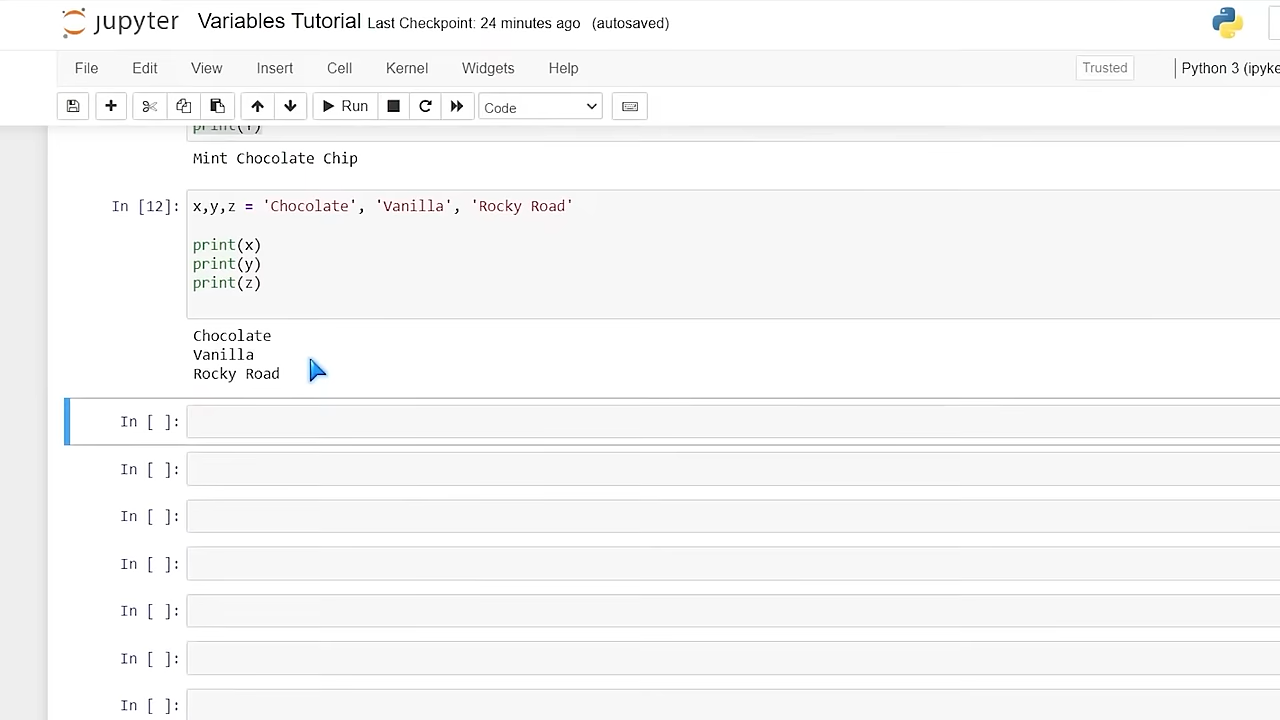 jupyter Variables Tutorial Last Checkpoint: 24 minutes ago (autosaved)
File Edit View Insert Cell Kernel Widgets Help Trusted Python 3 (ipyke
Run Code
Mint Chocolate Chip
In [12]: x,y,z = 'Chocolate', 'Vanilla', 'Rocky Road'
print(x)
print(y)
print(z)
Chocolate
Vanilla
Rocky Road
In [ ]:
In [ ]:
In [ ]:
In [ ]:
In [ ]:
In [ ]:
In [ ]: